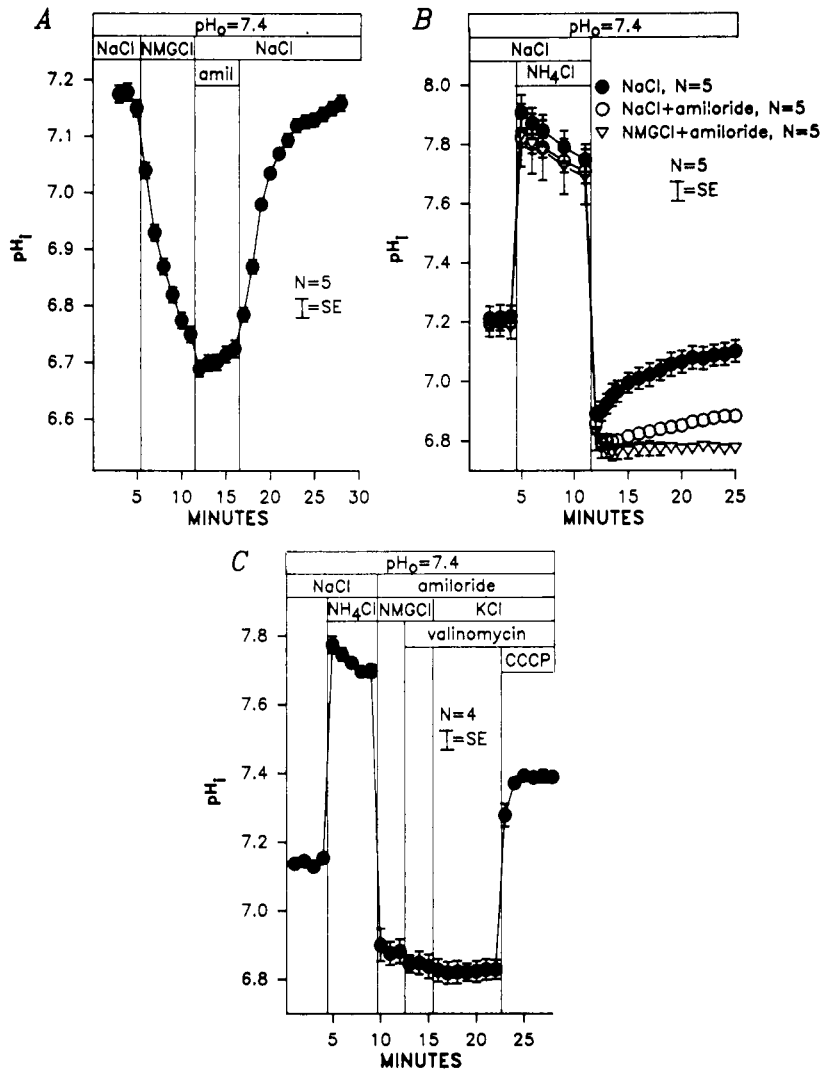 A
pHo=7.4
NaCl NMGCl NaCl
amil
7.2
7.1
7.0
6.9
6.8
6.7
6.6
pHi
N=5
I=SE
5 10 15 20 25 30
MINUTES
B
pHo=7.4
NaCl
NH4Cl
8.0
7.8
7.6
7.4
7.2
7.0
6.8
pHi
NaCl, N=5
NaCl+amiloride, N=5
NMGCl+amiloride, N=5
N=5
I=SE
5 10 15 20 25
MINUTES
C
pHo=7.4
NaCl amiloride
NH4Cl NMGCl KCl
valinomycin
CCCP
7.8
7.6
7.4
7.2
7.0
6.8
pHi
N=4
I=SE
5 10 15 20 25
MINUTES